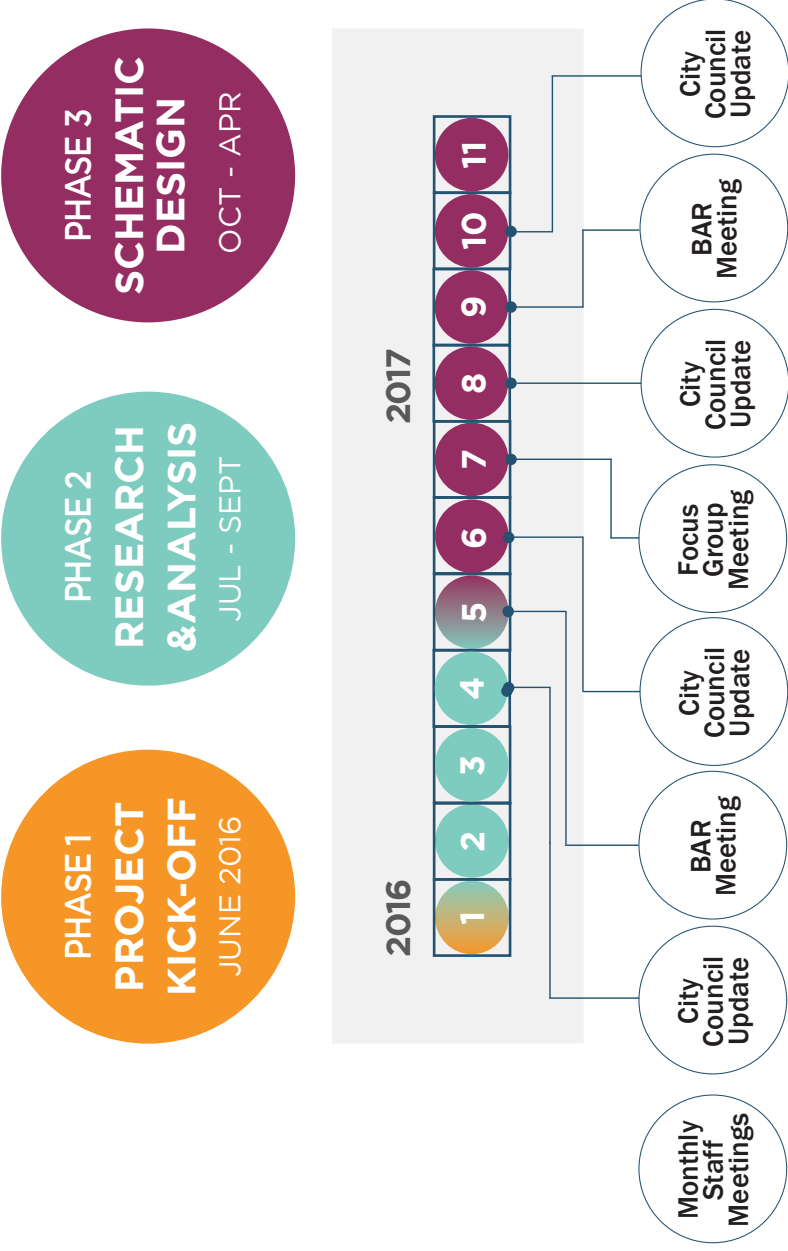 PHASE 1
PROJECT
KICK-OFF
JUNE 2016
PHASE 2
RESEARCH
&ANALYSIS
JUL - SEPT
PHASE 3
SCHEMATIC
DESIGN
OCT - APR
2016
2017
1
2
3
4
5
6
7
8
9
10
11
Monthly
Staff
Meetings
City
Council
Update
BAR
Meeting
City
Council
Update
Focus
Group
Meeting
City
Council
Update
BAR
Meeting
City
Council
Update